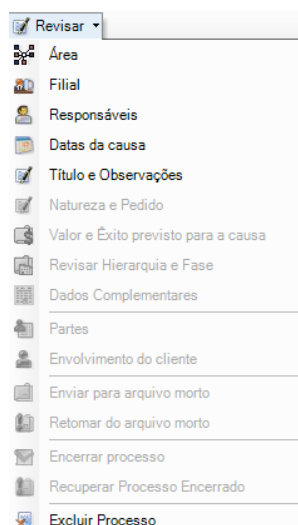 Revisar
Área
Filial
Responsáveis
Datas da causa
Título e Observações
Natureza e Pedido
Valor e Êxito previsto para a causa
Revisar Hierarquia e Fase
Dados Complementares
Partes
Envolvimento do cliente
Enviar para arquivo morto
Retomar do arquivo morto
Encerrar processo
Recuperar Processo Encerrado
Excluir Processo